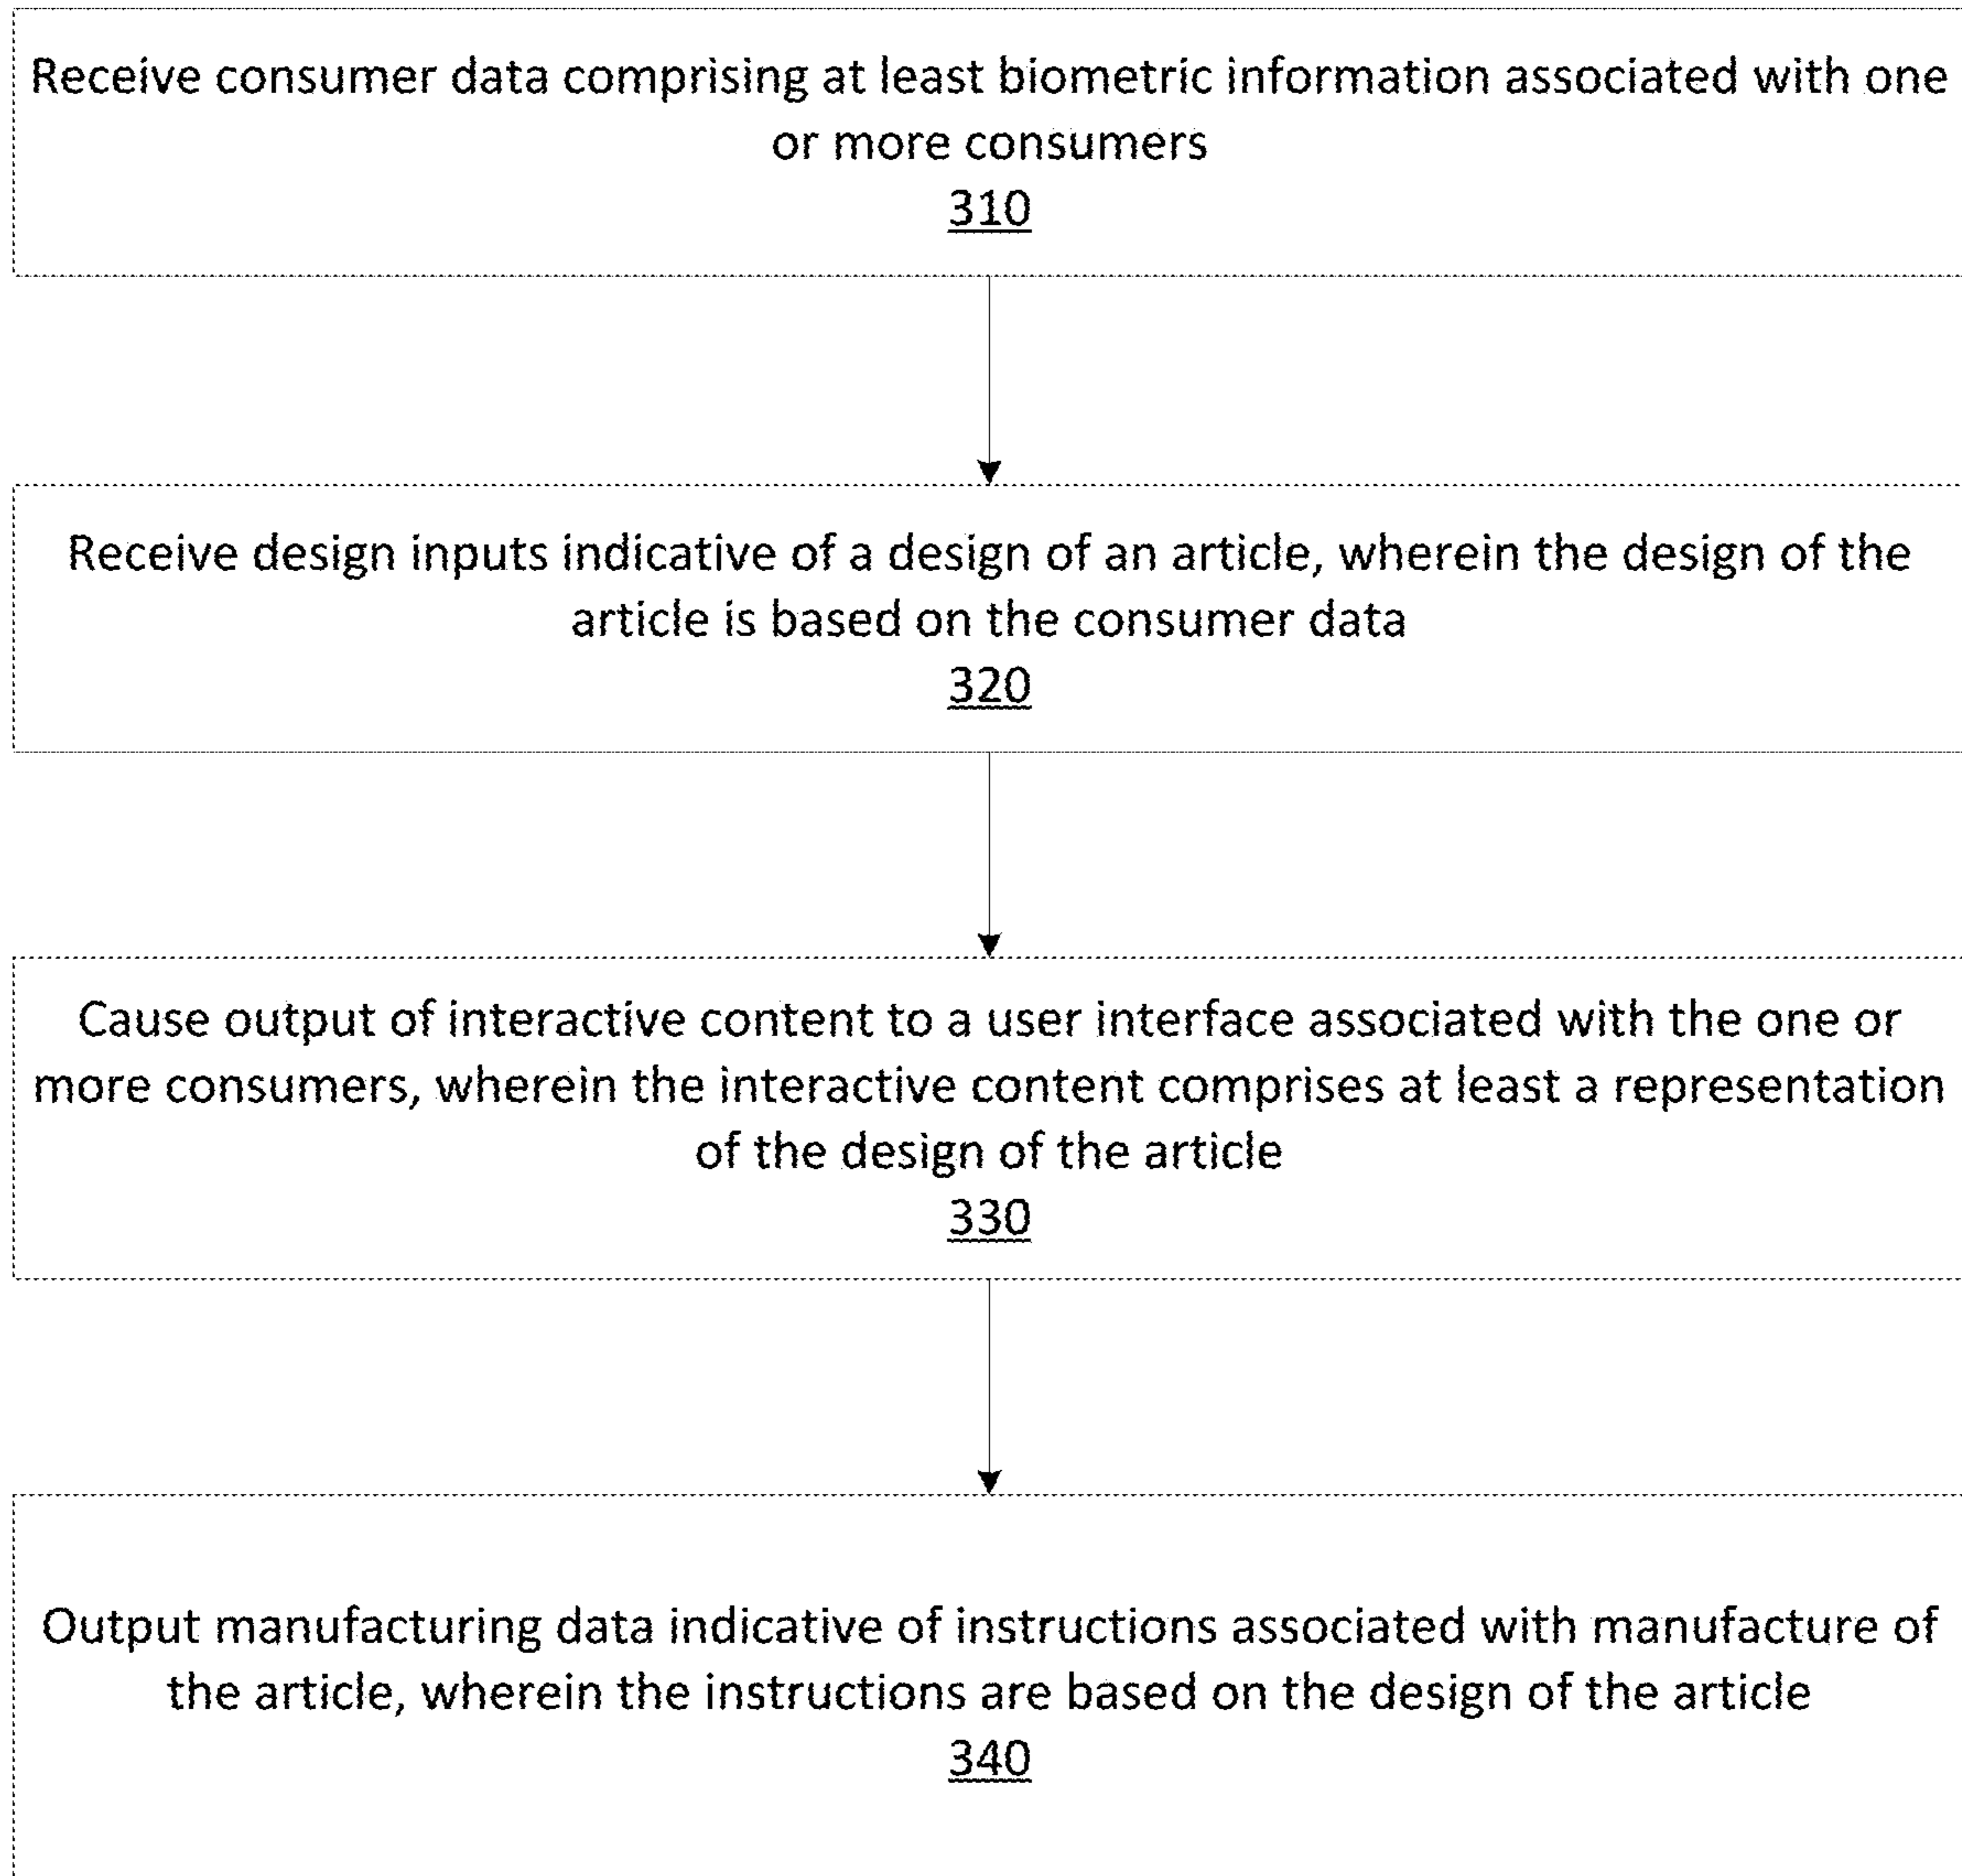 Receive consumer data comprising at least biometric information associated with one
or more consumers
310
Receive design inputs indicative of a design of an article, wherein the design of the
article is based on the consumer data
320
Cause output of interactive content to a user interface associated with the one or
more consumers, wherein the interactive content comprises at least a representation
of the design of the article
330
Output manufacturing data indicative of instructions associated with manufacture of
the article, wherein the instructions are based on the design of the article
340